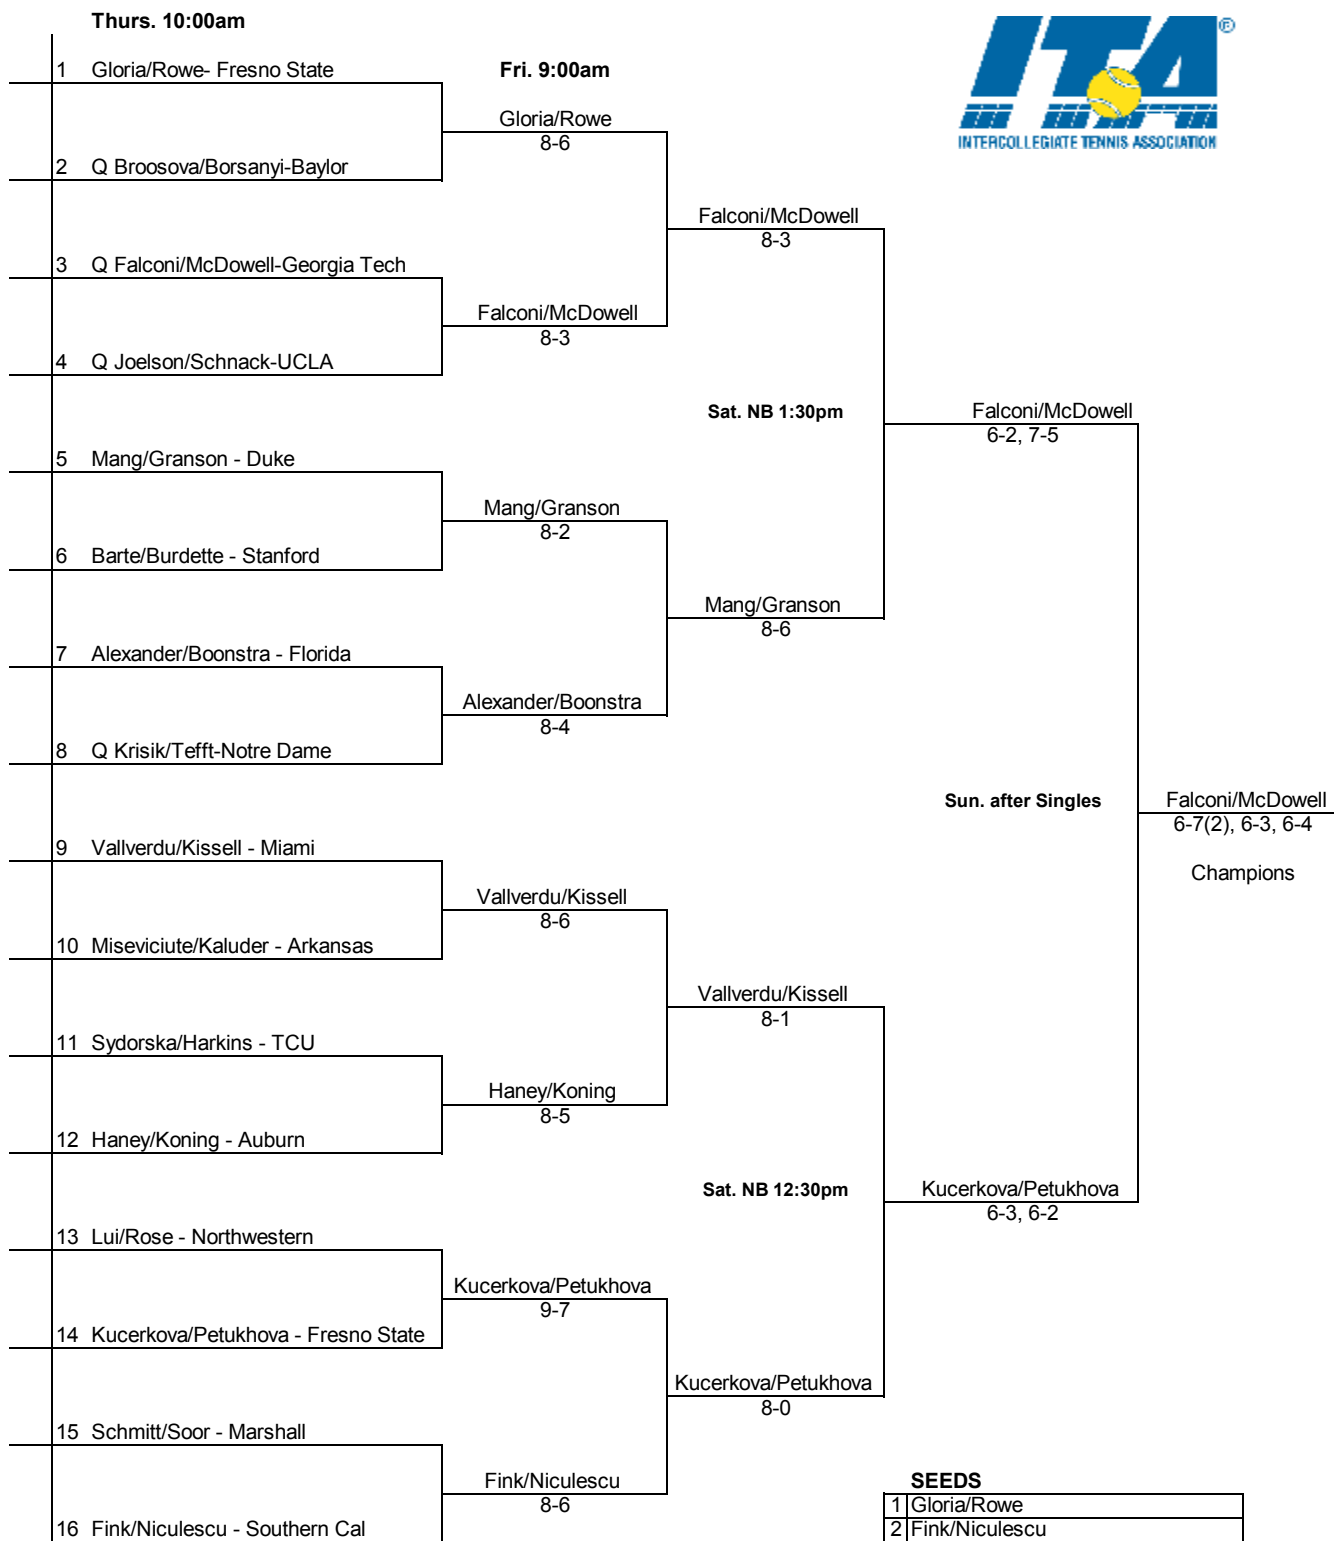 Thurs. 10:00am
ITA ®
INTERCOLLEGIATE TENNIS ASSOCIATION
1 Gloria/Rowe- Fresno State
Fri. 9:00am
Gloria/Rowe
8-6
2 Q Broosova/Borsanyi-Baylor
Falconi/McDowell
8-3
3 Q Falconi/McDowell-Georgia Tech
Falconi/McDowell
8-3
4 Q Joelson/Schnack-UCLA
Sat. NB 1:30pm
Falconi/McDowell
6-2, 7-5
5 Mang/Granson - Duke
Mang/Granson
8-2
6 Barte/Burdette - Stanford
Mang/Granson
8-6
7 Alexander/Boonstra - Florida
Alexander/Boonstra
8-4
8 Q Krisik/Tefft-Notre Dame
Sun. after Singles
Falconi/McDowell
6-7(2), 6-3, 6-4
Champions
9 Vallverdu/Kissell - Miami
Vallverdu/Kissell
8-6
10 Miseviciute/Kaluder - Arkansas
Vallverdu/Kissell
8-1
11 Sydorska/Harkins - TCU
Haney/Koning
8-5
12 Haney/Koning - Auburn
Sat. NB 12:30pm
Kucerkova/Petukhova
6-3, 6-2
13 Lui/Rose - Northwestern
Kucerkova/Petukhova
9-7
14 Kucerkova/Petukhova - Fresno State
Kucerkova/Petukhova
8-0
15 Schmitt/Soor - Marshall
Fink/Niculescu
8-6
16 Fink/Niculescu - Southern Cal
SEEDS
1 Gloria/Rowe
2 Fink/Niculescu